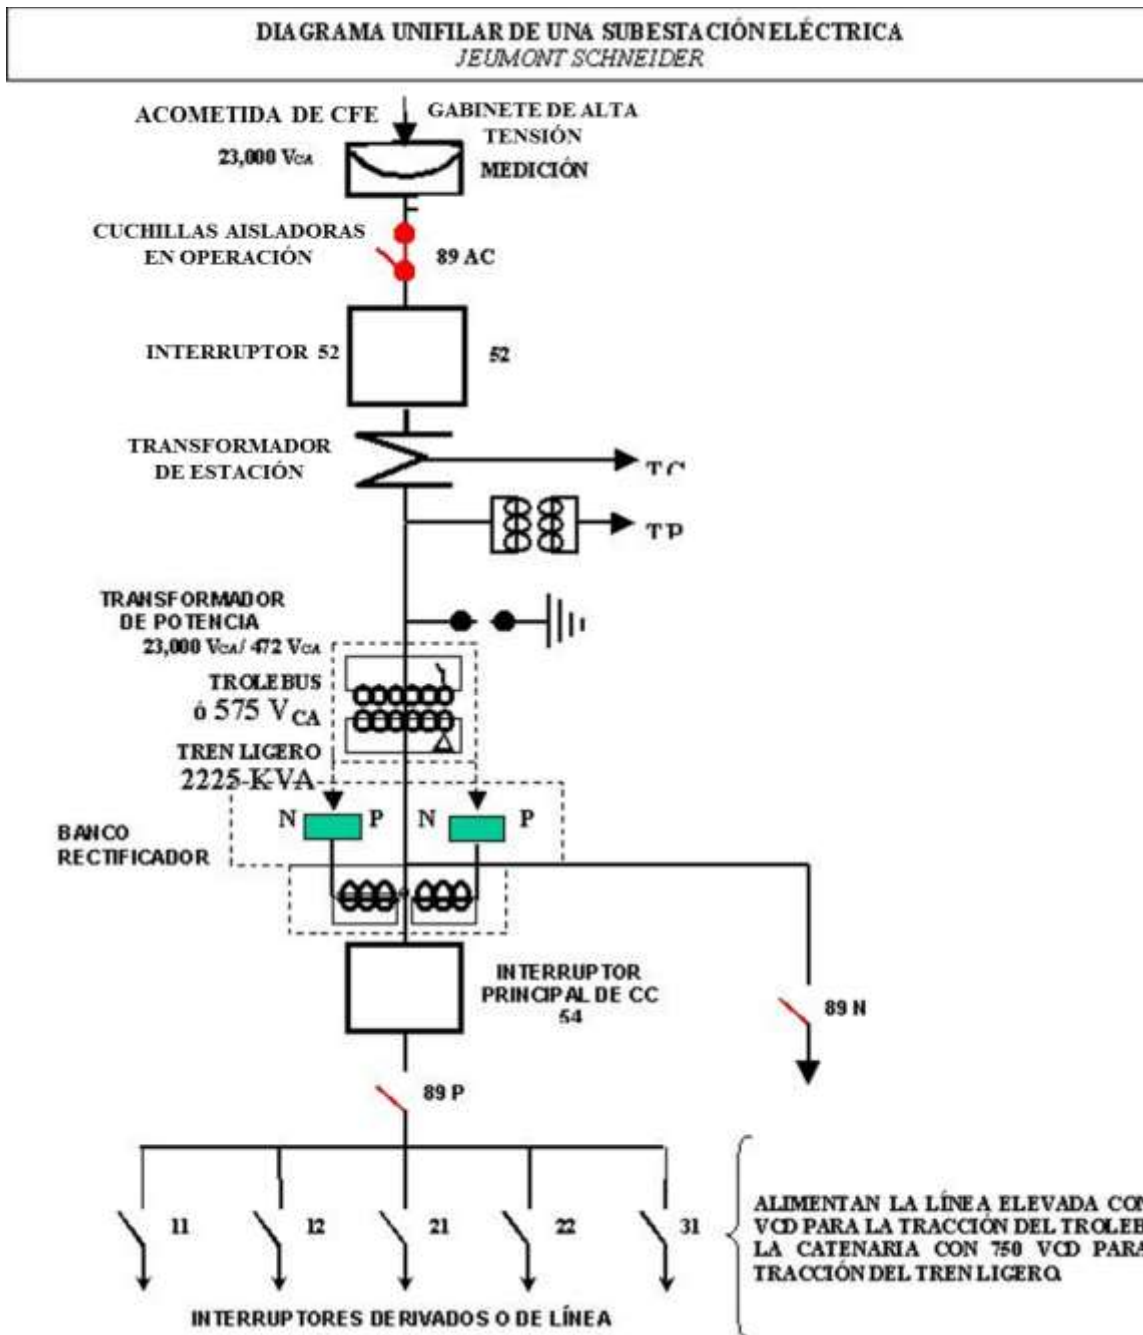 DIAGRAMA UNIFILAR DE UNA SUBESTACIÓN ELÉCTRICA
JEUMONT SCHNEIDER
ACOMETIDA DE CFE
23,000 VCA
GABINETE DE ALTA
TENSIÓN
MEDICIÓN
CUCHILLAS AISLADORAS
EN OPERACIÓN
89 AC
INTERRUPTOR 52
52
TRANSFORMADOR
DE ESTACIÓN
TC
TP
TRANSFORMADOR
DE POTENCIA
23,000 VCA/ 472 VCA
TROLEBUS
ó 575 VCA
TREN LIGERO
2225-KVA
N P N P
BANCO
RECTIFICADOR
INTERRUPTOR
PRINCIPAL DE CC
54
89 N
89 P
11 12 21 22 31
ALIMENTAN LA LÍNEA ELEVADA CON
VCD PARA LA TRACCIÓN DEL
LA CATENARIA CON 750 VCD PARA
TRACCIÓN DEL TREN LIGERO.
INTERRUPTORES DERIVADOS O DE LÍNEA